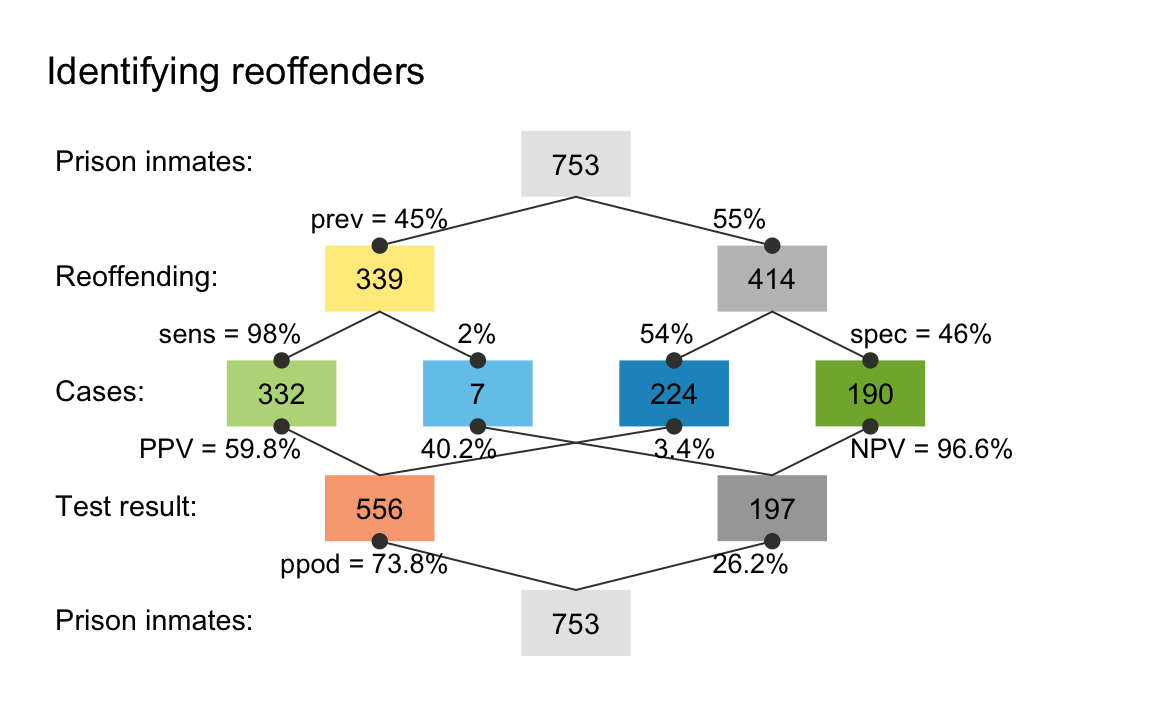 Identifying reoffenders
Prison inmates:
753
prev = 45%
55%
Reoffending:
339
414
sens = 98%
2%
54%
spec = 46%
Cases:
332
7
224
190
PPV = 59.8%
40.2%
3.4%
NPV = 96.6%
Test result:
556
197
ppod = 73.8%
26.2%
Prison inmates:
753